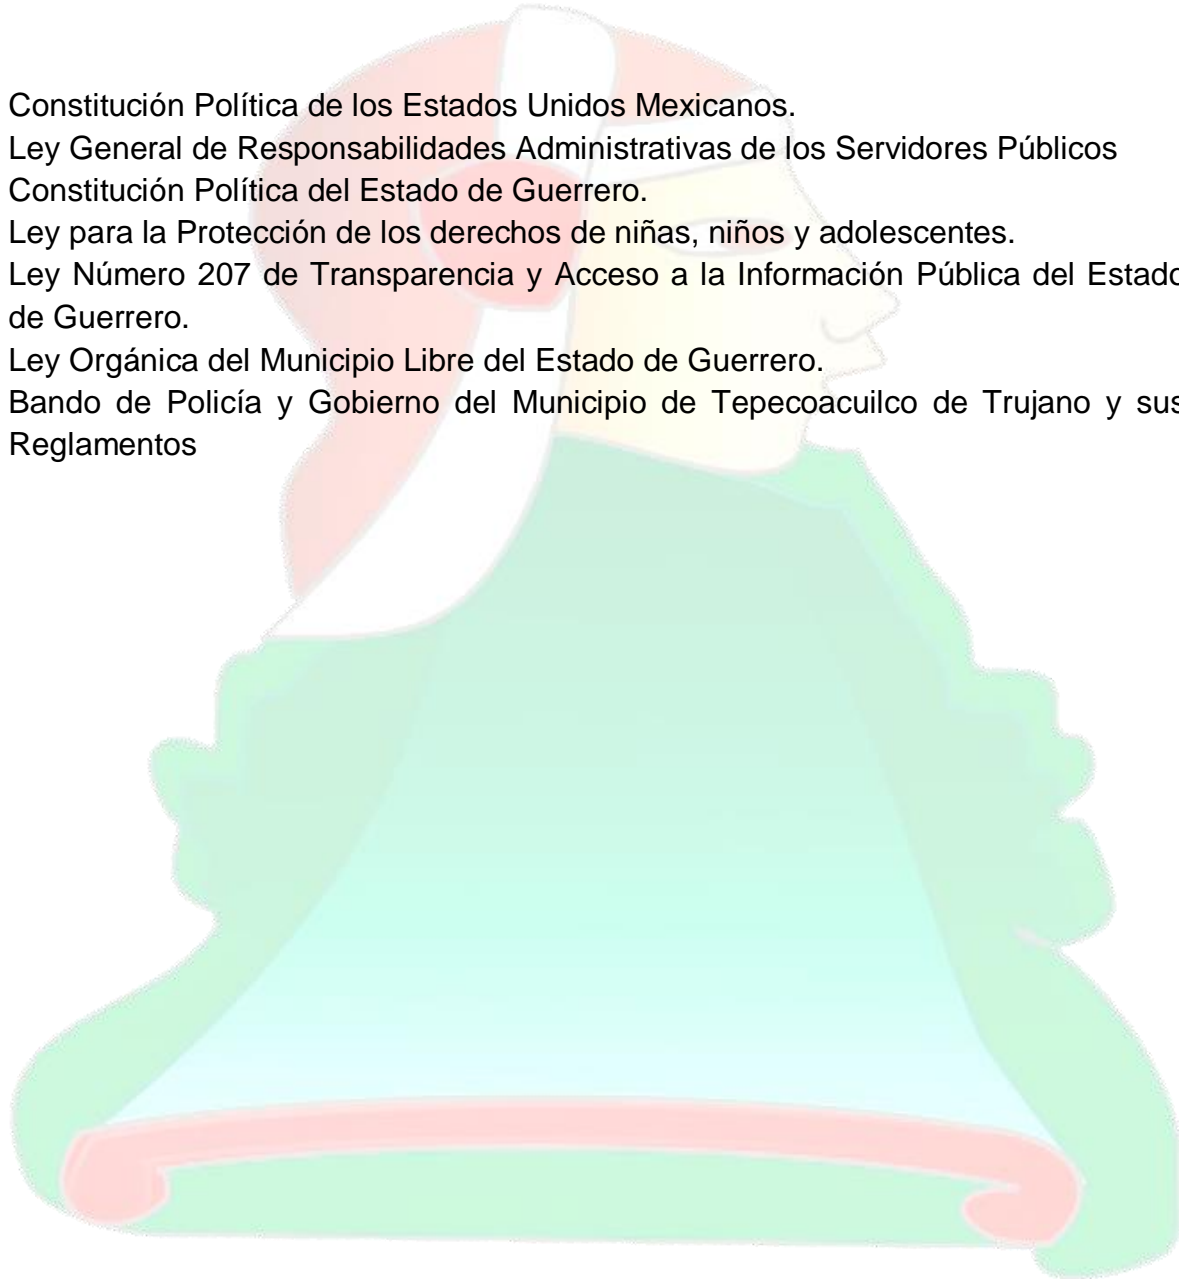 Constitución Política de los Estados Unidos Mexicanos.
Ley General de Responsabilidades Administrativas de los Servidores Públicos
Constitución Política del Estado de Guerrero.
Ley para la Protección de los derechos de niñas, niños y adolescentes.
Ley Número 207 de Transparencia y Acceso a la Información Pública del Estado
de Guerrero.
Ley Orgánica del Municipio Libre del Estado de Guerrero.
Bando de Policía y Gobierno del Municipio de Tepecoacuilco de Trujano y sus
Reglamentos